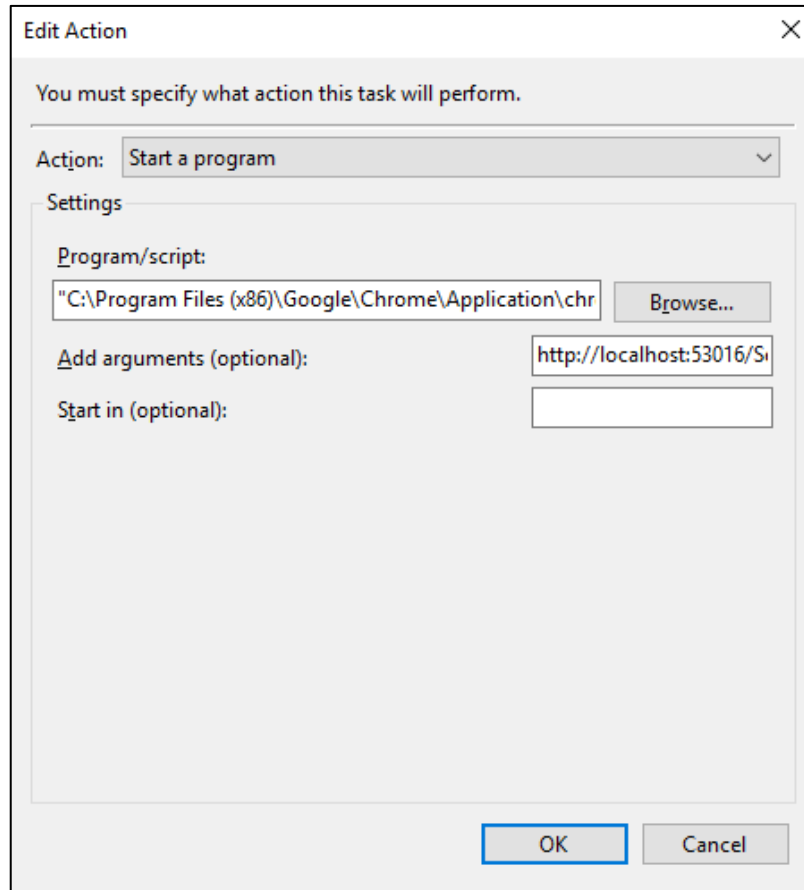 Edit Action
You must specify what action this task will perform.
Action: Start a program
Settings
Program/script:
"C:\Program Files (x86)\Google\Chrome\Application\chr Browse...
Add arguments (optional): http://localhost:53016/S
Start in (optional):
OK Cancel